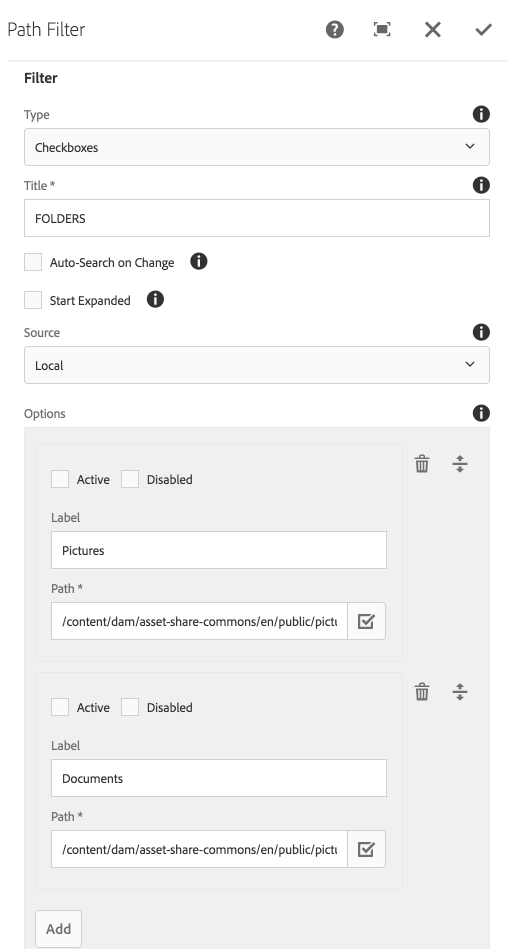 Path Filter
Filter
Type
Checkboxes
Title *
FOLDERS
Auto-Search on Change
Start Expanded
Source
Local
Options
Active Disabled
Label
Pictures
Path *
/content/dam/asset-share-commons/en/public/pictu
Active Disabled
Label
Documents
Path *
/content/dam/asset-share-commons/en/public/pictu
Add